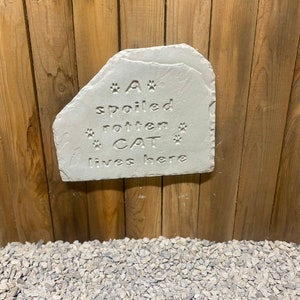 A
spoiled
rotten
CAT
lives here